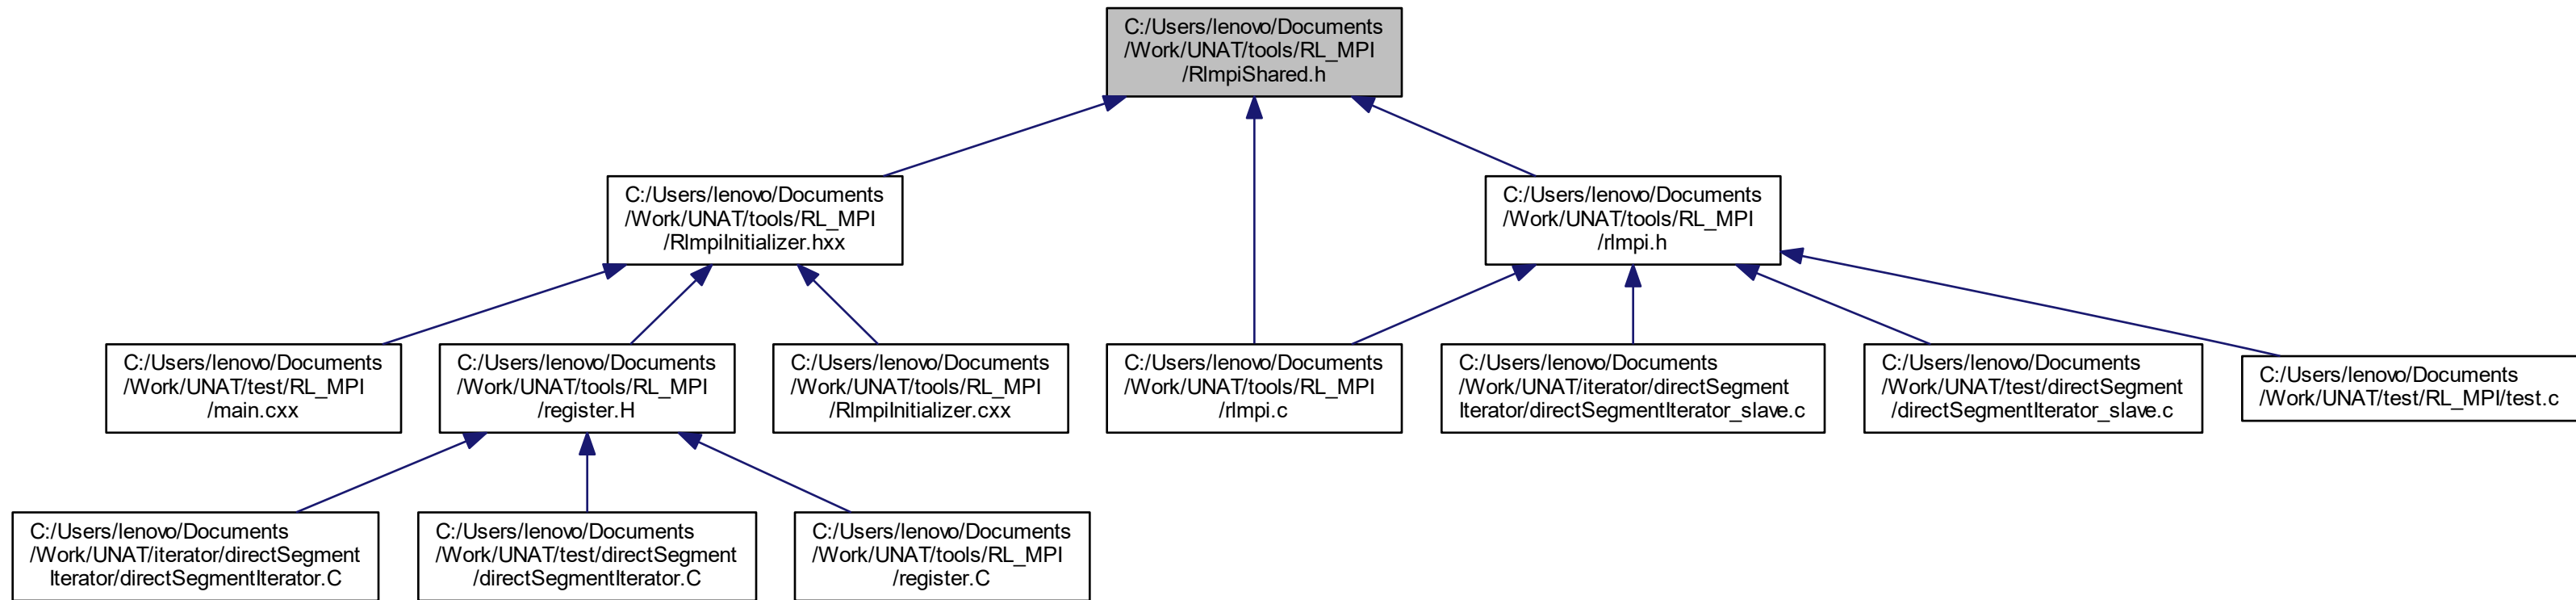 C:/Users/lenovo/Documents
/Work/UNAT/tools/RL_MPI
/RlmpiShared.h
C:/Users/lenovo/Documents
/Work/UNAT/tools/RL_MPI
/RlmpiInitializer.hxx
C:/Users/lenovo/Documents
/Work/UNAT/tools/RL_MPI
/rlmpi.h
C:/Users/lenovo/Documents
/Work/UNAT/test/RL_MPI
/main.cxx
C:/Users/lenovo/Documents
/Work/UNAT/tools/RL_MPI
/register.H
C:/Users/lenovo/Documents
/Work/UNAT/tools/RL_MPI
/RlmpiInitializer.cxx
C:/Users/lenovo/Documents
/Work/UNAT/tools/RL_MPI
/rlmpi.c
C:/Users/lenovo/Documents
/Work/UNAT/iterator/directSegment
Iterator/directSegmentIterator_slave.c
C:/Users/lenovo/Documents
/Work/UNAT/test/directSegment
/directSegmentIterator_slave.c
C:/Users/lenovo/Documents
/Work/UNAT/test/RL_MPI/test.c
C:/Users/lenovo/Documents
/Work/UNAT/iterator/directSegment
Iterator/directSegmentIterator.C
C:/Users/lenovo/Documents
/Work/UNAT/test/directSegment
/directSegmentIterator.C
C:/Users/lenovo/Documents
/Work/UNAT/tools/RL_MPI
/register.C